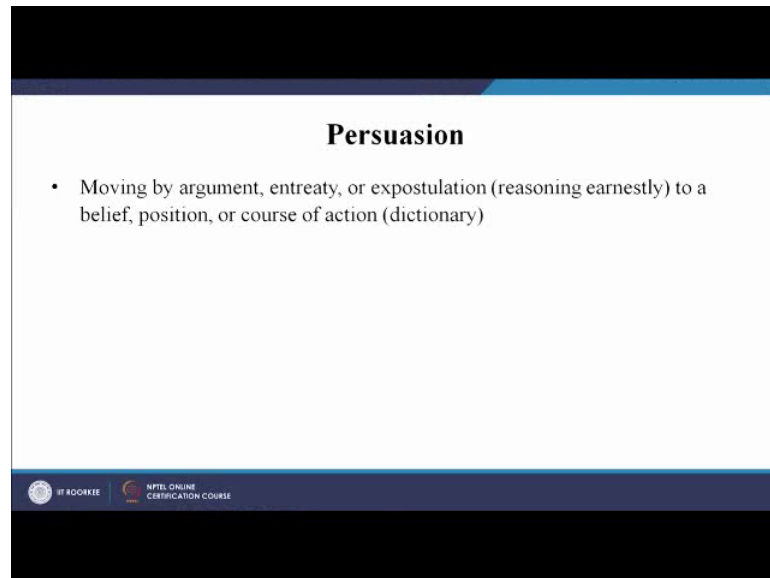 Persuasion
• Moving by argument, entreaty, or expostulation (reasoning earnestly) to a
belief, position, or course of action (dictionary)
IIT ROORKEE
NPTEL ONLINE
CERTIFICATION COURSE